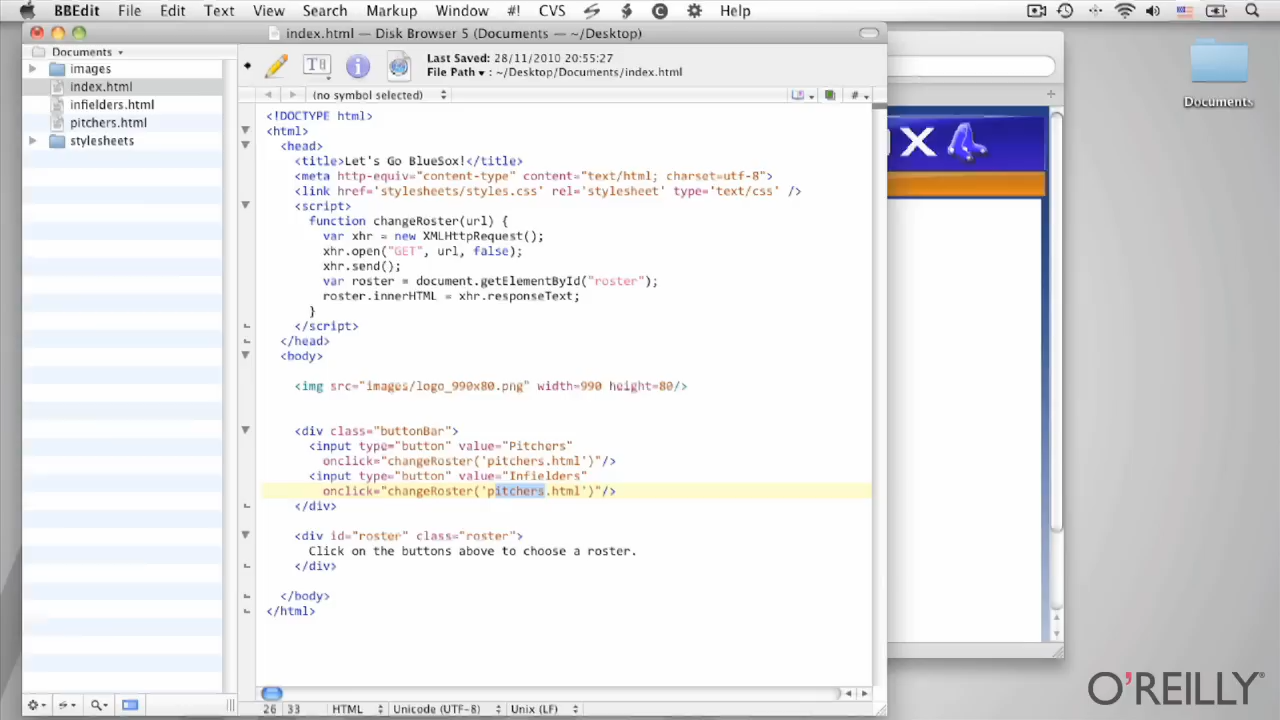 BBEdit File Edit Text View Search Markup Window #! CVS Help
index.html — Disk Browser 5 (Documents — ~/Desktop)
Documents
images
index.html
infielders.html
pitchers.html
stylesheets
Last Saved: 28/11/2010 20:55:27
File Path : ~/Desktop/Documents/index.html
(no symbol selected)
#
<!DOCTYPE html>
<html>
<head>
<title>Let's Go BlueSox!</title>
<meta http-equiv="content-type" content="text/html; charset=utf-8">
<link href='stylesheets/styles.css' rel='stylesheet' type='text/css' />
<script>
function changeRoster(url) {
var xhr = new XMLHttpRequest();
xhr.open("GET", url, false);
xhr.send();
var roster = document.getElementById("roster");
roster.innerHTML = xhr.responseText;
}
</script>
</head>
<body>
<img src="images/logo_990x80.png" width=990 height=80/>
<div class="buttonBar">
<input type="button" value="Pitchers"
onclick="changeRoster('pitchers.html')"/>
<input type="button" value="Infielders"
onclick="changeRoster('pitchers.html')"/>
</div>
<div id="roster" class="roster">
Click on the buttons above to choose a roster.
</div>
</body>
</html>
26 33 HTML Unicode (UTF-8) Unix (LF)
X
Documents
O'REILLY®